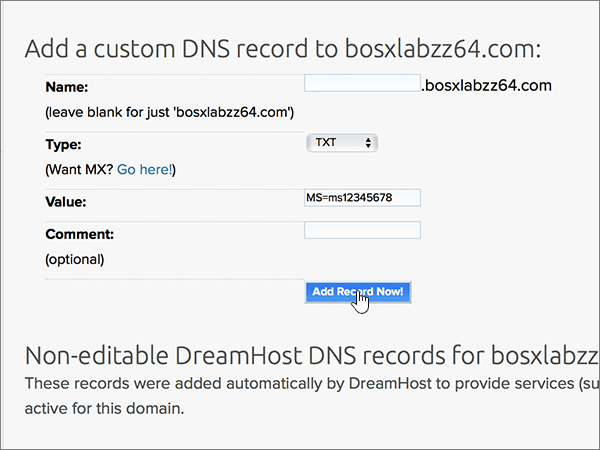 Add a custom DNS record to bosxlabzz64.com:
Name:
.bosxlabzz64.com
(leave blank for just 'bosxlabzz64.com')
Type:
TXT
(Want MX? Go here!)
Value:
MS=ms12345678
Comment:
(optional)
Add Record Now!
Non-editable DreamHost DNS records for bosxlabzz
These records were added automatically by DreamHost to provide services (su
active for this domain.